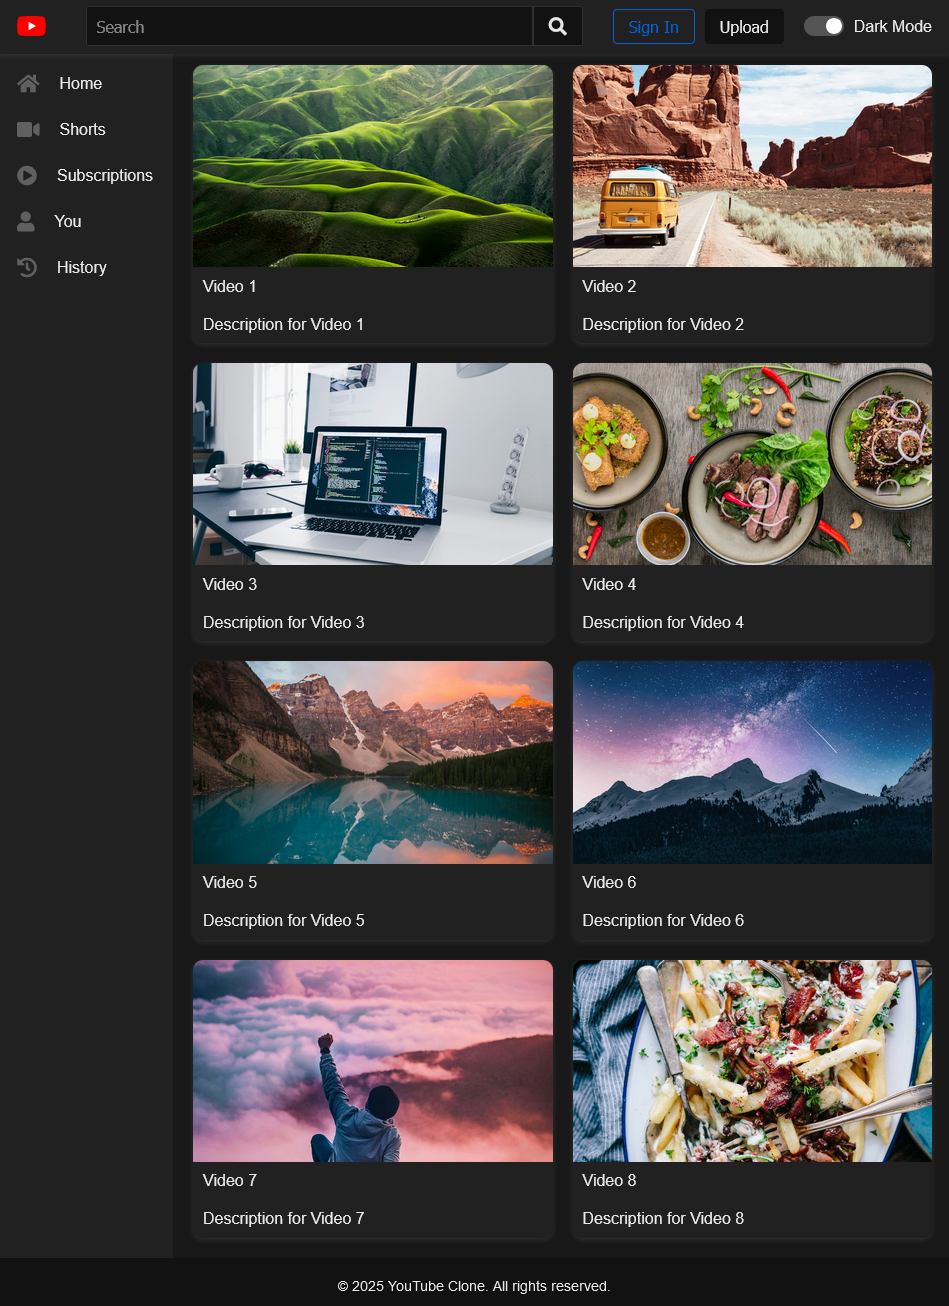 Search
Sign In
Upload
Dark Mode
Home
Shorts
Subscriptions
You
History
Video 1
Description for Video 1
Video 2
Description for Video 2
Video 3
Description for Video 3
Video 4
Description for Video 4
Video 5
Description for Video 5
Video 6
Description for Video 6
Video 7
Description for Video 7
Video 8
Description for Video 8
© 2025 YouTube Clone. All rights reserved.